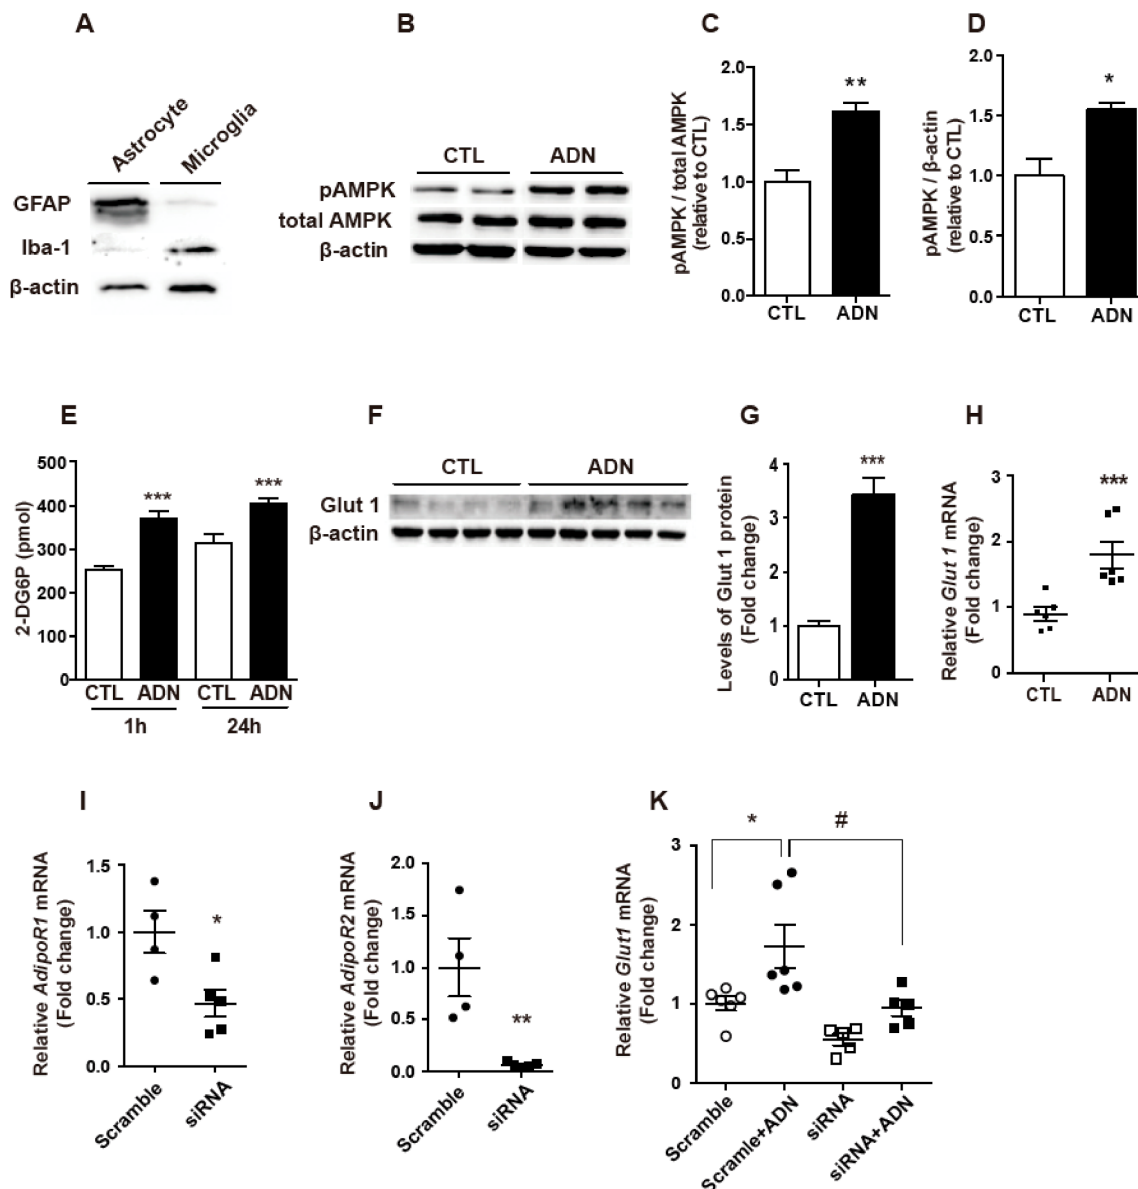 A
Astrocyte
Microglia
GFAP
Iba-1
β-actin
B
CTL
ADN
pAMPK
total AMPK
β-actin
C
pAMPK / total AMPK
(relative to CTL)
2.0
1.5
1.0
0.5
0.0
**
CTL
ADN
D
pAMPK / β-actin
(relative to CTL)
2.0
1.5
1.0
0.5
0.0
*
CTL
ADN
E
2-DG6P (pmol)
500
400
300
200
100
0
***
***
CTL ADN CTL ADN
1h
24h
F
CTL
ADN
Glut 1
β-actin
G
Levels of Glut 1 protein
(Fold change)
4
3
2
1
0
***
CTL
ADN
H
Relative Glut 1 mRNA
(Fold change)
3
2
1
0
***
CTL
ADN
I
Relative AdipoR1 mRNA
(Fold change)
1.5
1.0
0.5
0.0
*
Scramble
siRNA
J
Relative AdipoR2 mRNA
(Fold change)
2.0
1.5
1.0
0.5
0.0
**
Scramble
siRNA
K
Relative Glut1 mRNA
(Fold change)
3
2
1
0
*
#
Scramble
Scramle+ADN
siRNA
siRNA+ADN